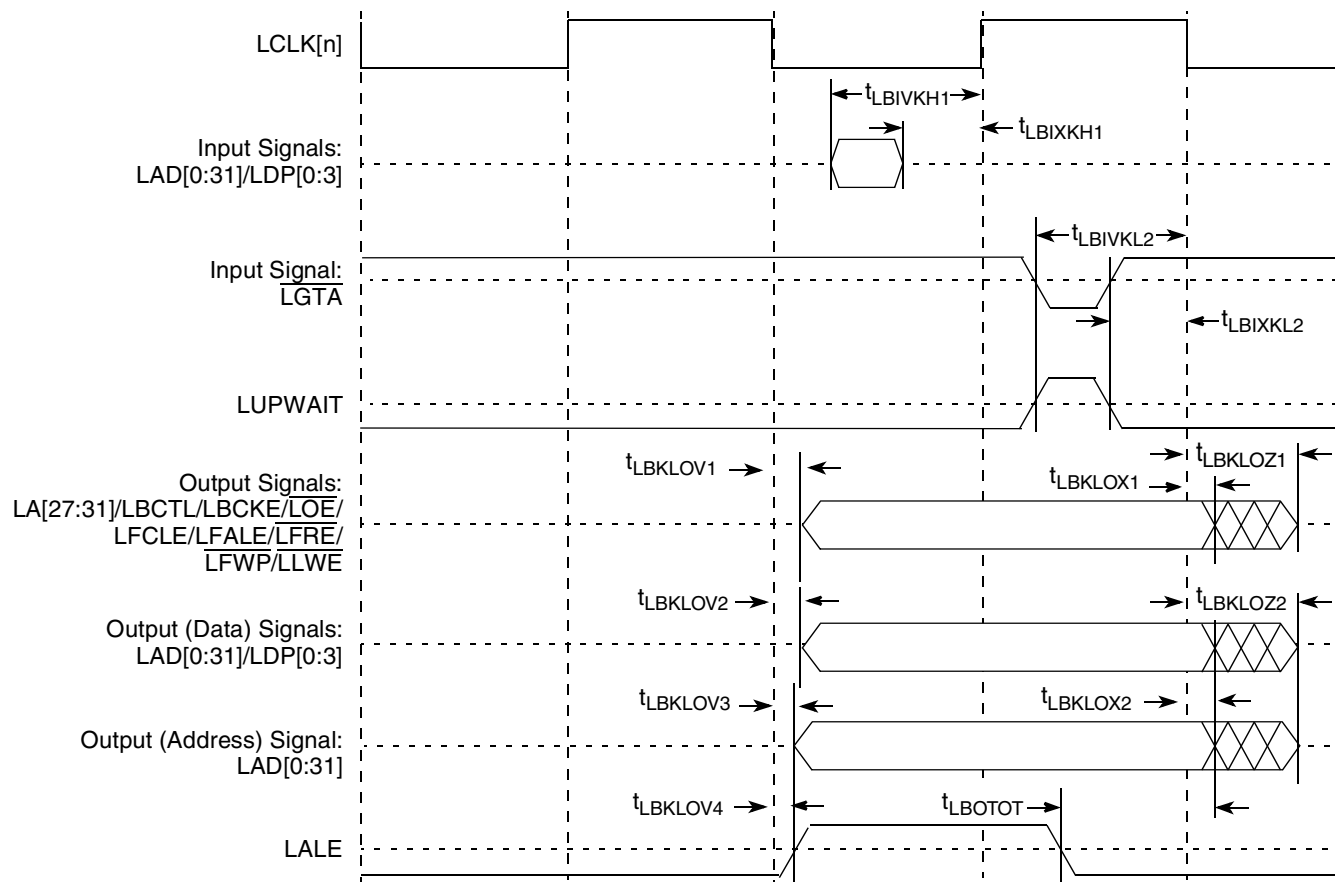 LCLK[n]
tLBIVKH1
tLBIXKH1
Input Signals:
LAD[0:31]/LDP[0:3]
tLBIVKL2
Input Signal:
LGTA
tLBIXKL2
LUPWAIT
tLBKLOV1
tLBKLOZ1
tLBKLOX1
Output Signals:
LA[27:31]/LBCTL/LBCKE/LOE/
LFCLE/LFALE/LFRE/
LFWP/LLWE
tLBKLOV2
tLBKLOZ2
Output (Data) Signals:
LAD[0:31]/LDP[0:3]
tLBKLOV3
tLBKLOX2
Output (Address) Signal:
LAD[0:31]
tLBKLOV4
tLBOTOT
LALE